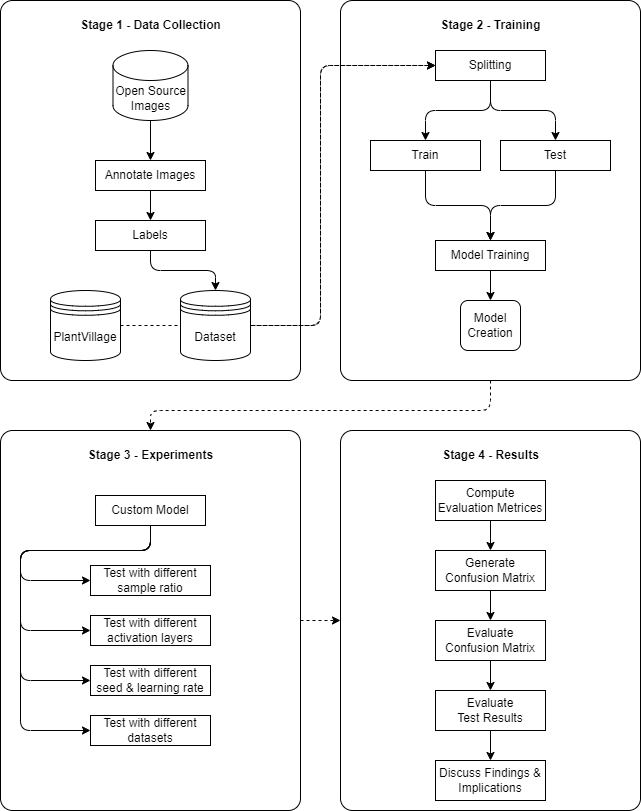 Stage 1 - Data Collection
Open Source
Images
Annotate Images
Labels
PlantVillage
Dataset
Stage 2 - Training
Splitting
Train
Test
Model Training
Model
Creation
Stage 3 - Experiments
Custom Model
Test with different
sample ratio
Test with different
activation layers
Test with different
seed & learning rate
Test with different
datasets
Stage 4 - Results
Compute
Evaluation Metrices
Generate
Confusion Matrix
Evaluate
Confusion Matrix
Evaluate
Test Results
Discuss Findings &
Implications